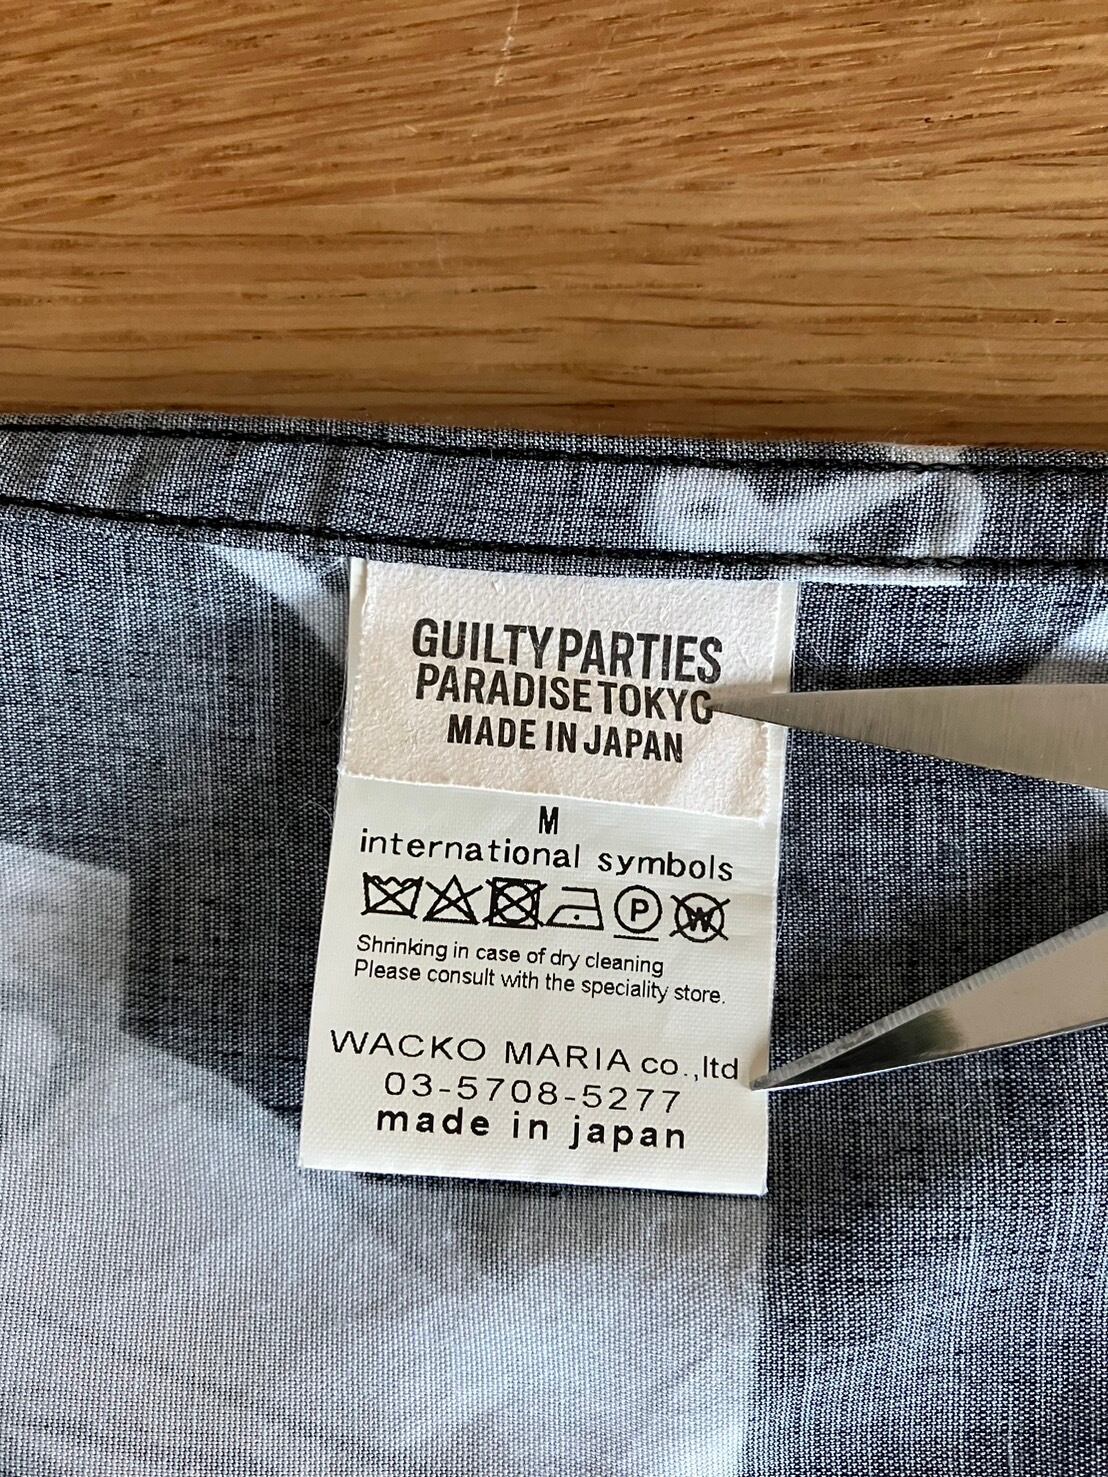 GUILTY PARTIES
PARADISE TOKYO
MADE IN JAPAN
M
international symbols
P W
Shrinking in case of dry cleaning
Please consult with the speciality store.
WACKO MARIA co.,ltd
03-5708-5277
made in japan